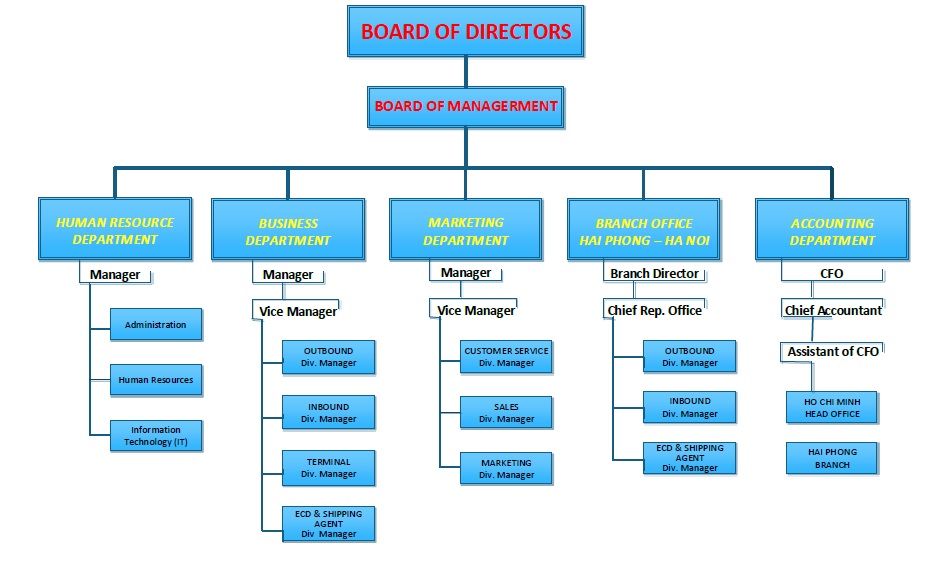 BOARD OF DIRECTORS
BOARD OF MANAGERMENT
HUMAN RESOURCE
DEPARTMENT
Manager
Administration
Human Resources
Information
Technology (IT)
BUSINESS
DEPARTMENT
Manager
Vice Manager
OUTBOUND
Div. Manager
INBOUND
Div. Manager
TERMINAL
Div. Manager
ECD & SHIPPING
AGENT
Div Manager
MARKETING
DEPARTMENT
Manager
Vice Manager
CUSTOMER SERVICE
Div. Manager
SALES
Div. Manager
MARKETING
Div. Manager
BRANCH OFFICE
HAI PHONG – HA NOI
Branch Director
Chief Rep. Office
OUTBOUND
Div. Manager
INBOUND
Div. Manager
ECD & SHIPPING
AGENT
Div. Manager
ACCOUNTING
DEPARTMENT
CFO
Chief Accountant
Assistant of CFO
HO CHI MINH
HEAD OFFICE
HAI PHONG
BRANCH